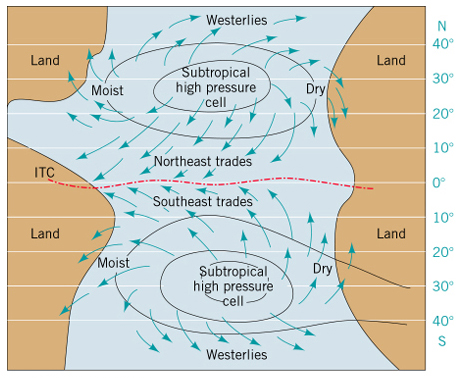 Westerlies
N
40°
Land
Land
Subtropical
high pressure
cell
30°
Moist
Dry
20°
10°
Northeast trades
ITC
0°
Southeast trades
10°
Land
Land
20°
Moist
Subtropical
high pressure
cell
Dry
30°
40°
S
Westerlies